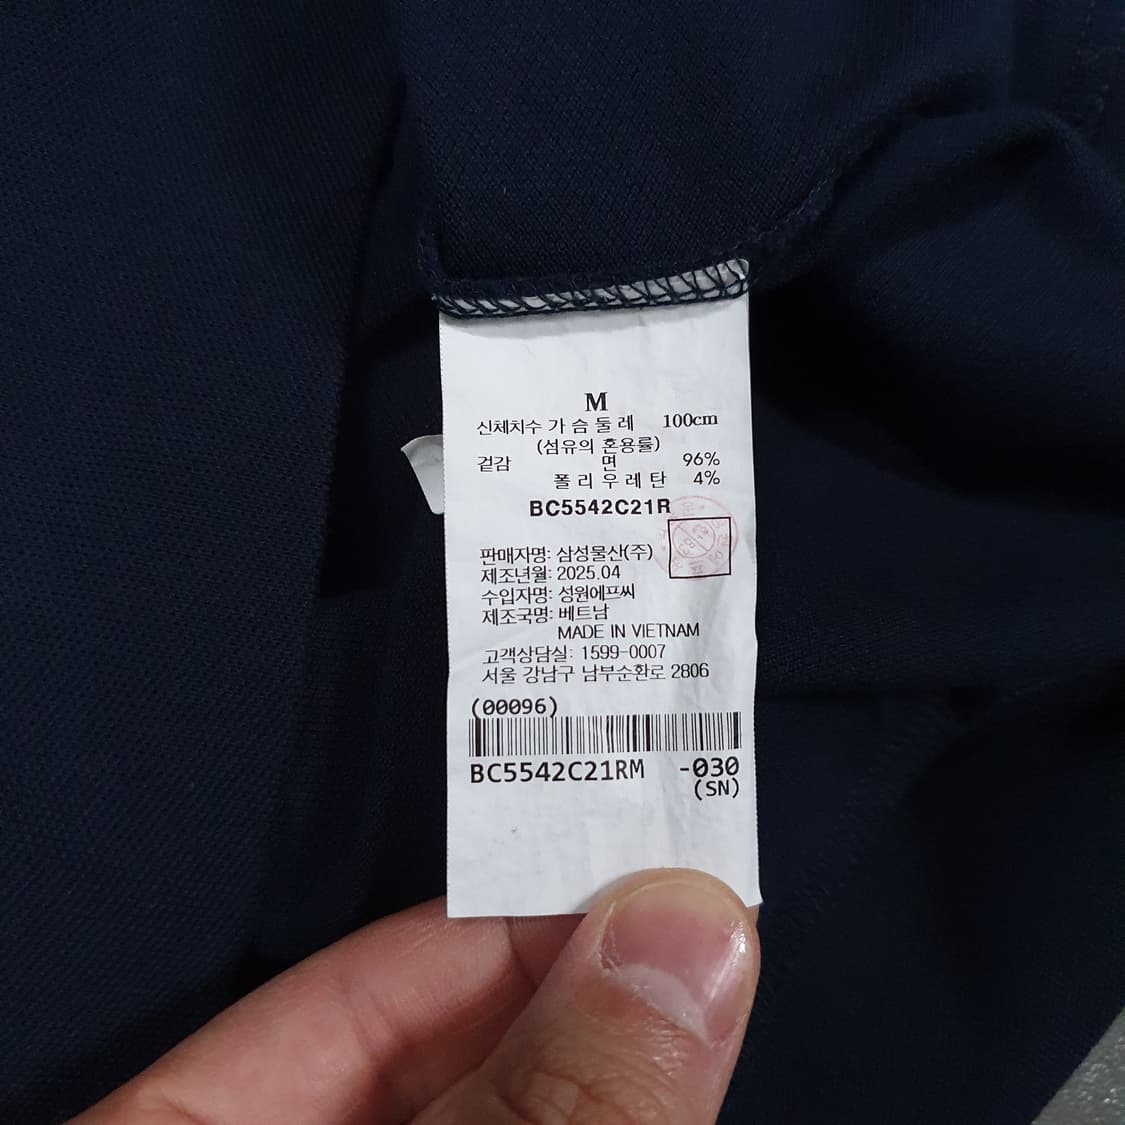 M
신체치수 가 슴 둘 레 100cm
(섬유의 혼용률)
겉감 면 96%
폴 리 우 레 탄 4%
BC5542C21R
판매자명: 삼성물산(주)
제조년월: 2025.04
수입자명: 성원에프씨
제조국명: 베트남
MADE IN VIETNAM
고객상담실: 1599-0007
서울 강남구 남부순환로 2806
(00096)
BC5542C21RM -030
(SN)